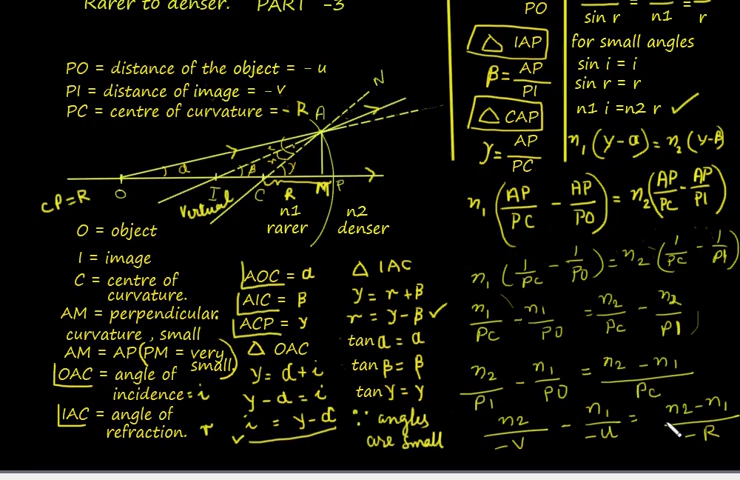 Rarer to denser. PART -3
PO = distance of the object = - u
PI = distance of image = - v
PC = centre of curvature = - R
N
A
α
β
γ
i
r
CP=R
O
I
C
R
M
P
Virtual
n1
rarer
n2
denser
O = object
I = image
C = centre of
curvature.
AM = perpendicular.
curvature , small
AM = AP (PM = very
small)
OAC = angle of
incidence = i
IAC = angle of
refraction. r
AOC = α
AIC = β
ACP = γ
△ OAC
γ = α + i
γ - α = i
i = γ - α
△ IAC
γ = r + β
r = γ - β ✓
tan α = α
tan β = β
tan γ = γ
∵ angles
are small
PO
△ IAP
β = AP/PI
△ CAP
γ = AP/PC
sin r = n1 = r
for small angles
sin i = i
sin r = r
n1 i =n2 r ✓
n1 (γ-α) = n2 (γ-β)
n1 (AP/PC - AP/PO) = n2 (AP/PC - AP/PI)
n1 (1/PC - 1/PO) = n2 (1/PC - 1/PI)
n1/PC - n1/PO = n2/PC - n2/PI
n2/PI - n1/PO = n2 - n1/PC
n2/-V - n1/-u = n2-n1/-R